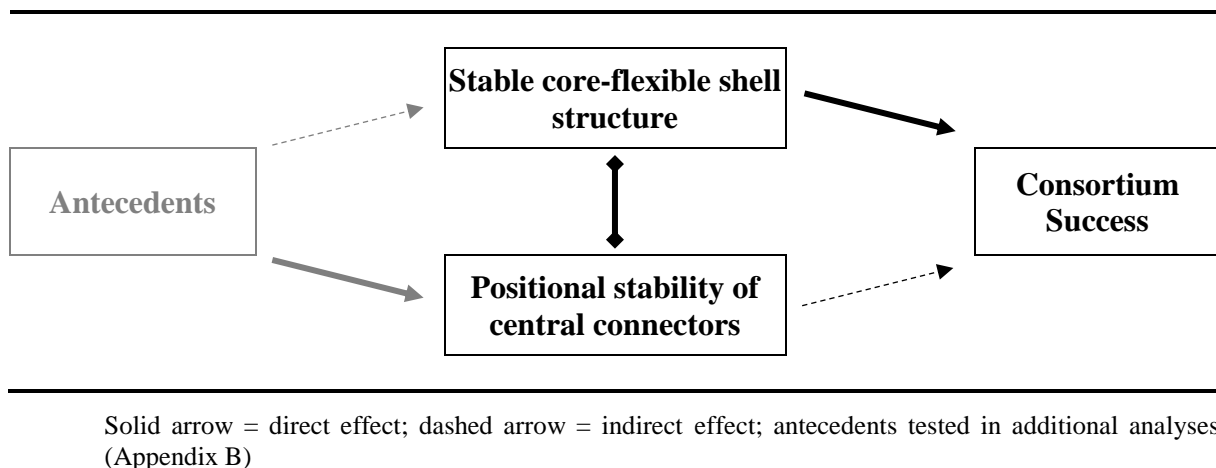 Stable core-flexible shell
structure
Antecedents
Consortium
Success
Positional stability of
central connectors
Solid arrow = direct effect; dashed arrow = indirect effect; antecedents tested in additional analyses
(Appendix B)